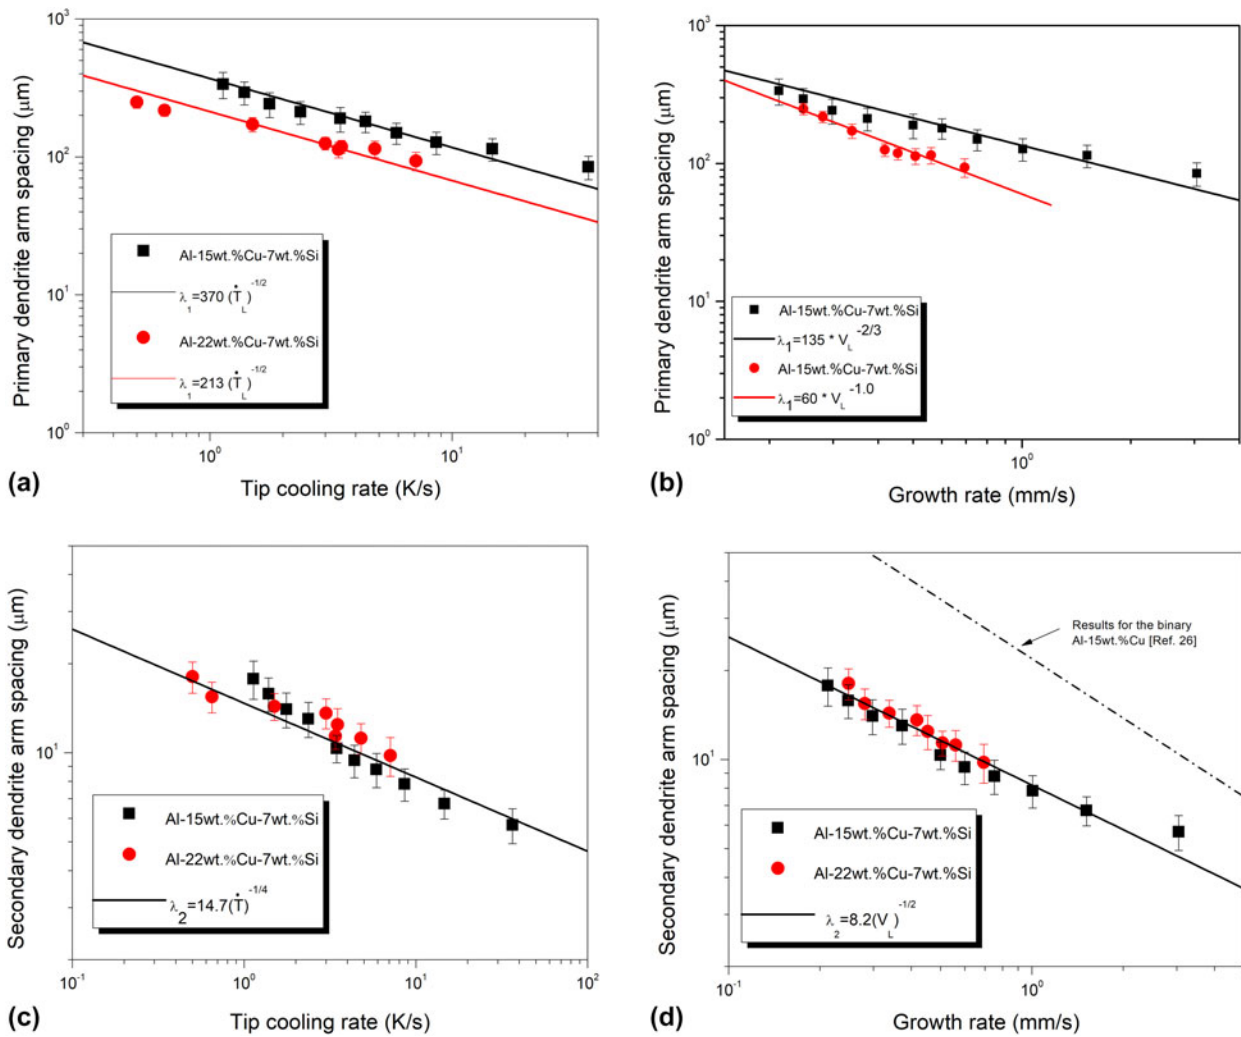 10³
10²
10¹
10⁰
Primary dendrite arm spacing (μm)
Al-15wt.%Cu-7wt.%Si
λ₁=370 (Ṫ_L)^-1/2
Al-22wt.%Cu-7wt.%Si
λ₁=213 (Ṫ_L)^-1/2
10⁰ 10¹
Tip cooling rate (K/s)
(a)
10³
10²
10¹
10⁰
Primary dendrite arm spacing (μm)
Al-15wt.%Cu-7wt.%Si
λ₁=135 * V_L^-2/3
Al-15wt.%Cu-7wt.%Si
λ₁=60 * V_L^-1.0
10⁰
Growth rate (mm/s)
(b)
10¹
Secondary dendrite arm spacing (μm)
Al-15wt.%Cu-7wt.%Si
Al-22wt.%Cu-7wt.%Si
λ₂=14.7(Ṫ)^-1/4
10⁻¹ 10⁰ 10¹ 10²
Tip cooling rate (K/s)
(c)
10¹
Secondary dendrite arm spacing (μm)
Results for the binary
Al-15wt.%Cu [Ref. 26]
Al-15wt.%Cu-7wt.%Si
Al-22wt.%Cu-7wt.%Si
λ₂=8.2(V_L)^-1/2
10⁻¹ 10⁰
Growth rate (mm/s)
(d)